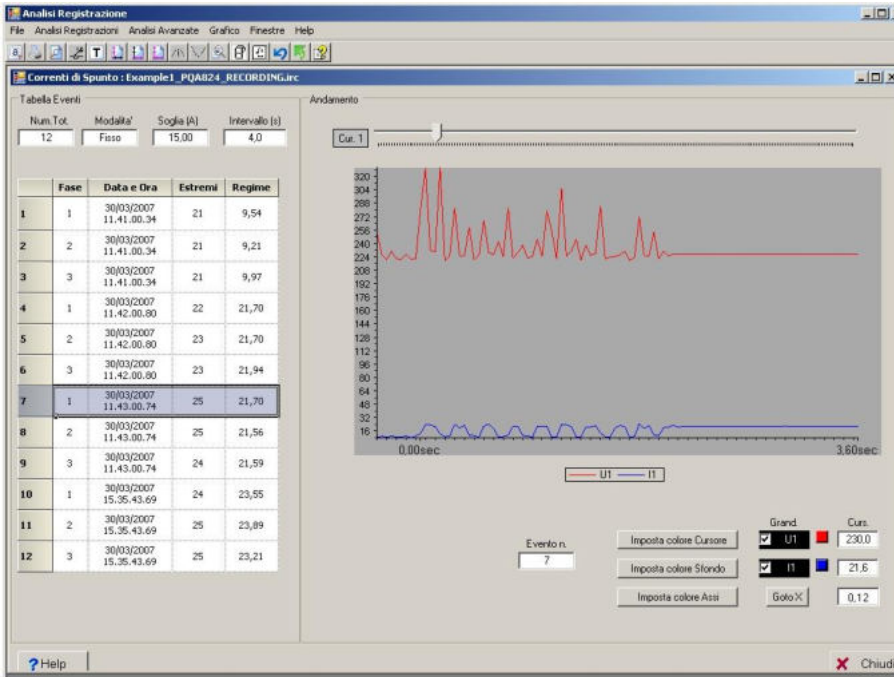 Analisi Registrazione
File Analisi Registrazioni Analisi Avanzate Grafico Finestre Help
Correnti di Spunto : Example1_PQA824_RECORDING.irc
Tabella Eventi
Num.Tot. Modalita' Soglia (A) Intervallo (s)
12 Fisso 15,00 4,0
Fase Data e Ora Estremi Regime
1 1 30/03/2007 11.41.00.34 21 9,54
2 2 30/03/2007 11.41.00.34 21 9,21
3 3 30/03/2007 11.41.00.34 21 9,97
4 1 30/03/2007 11.42.00.80 22 21,70
5 2 30/03/2007 11.42.00.80 23 21,70
6 3 30/03/2007 11.42.00.80 23 21,94
7 1 30/03/2007 11.43.00.74 25 21,70
8 2 30/03/2007 11.43.00.74 25 21,56
9 3 30/03/2007 11.43.00.74 24 21,59
10 1 30/03/2007 15.35.43.69 24 23,55
11 2 30/03/2007 15.35.43.69 25 23,89
12 3 30/03/2007 15.35.43.69 25 23,21
Andamento
Cur. 1
320
304
288
272
256
240
224
208
192
176
160
144
128
112
96
80
64
48
32
16
0,00sec 3,60sec
U1 I1
Evento n.
7
Imposta colore Cursore
Imposta colore Sfondo
Imposta colore Assi
Grand. Curs.
U1 230,0
I1 21,6
Goto X 0,12
? Help
Chiudi